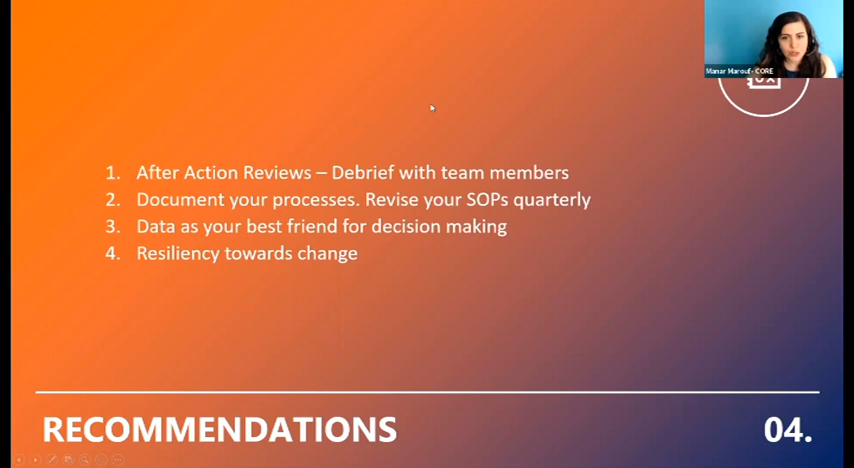 Manar Marouf - CORE
1. After Action Reviews – Debrief with team members
2. Document your processes. Revise your SOPs quarterly
3. Data as your best friend for decision making
4. Resiliency towards change
RECOMMENDATIONS
04.